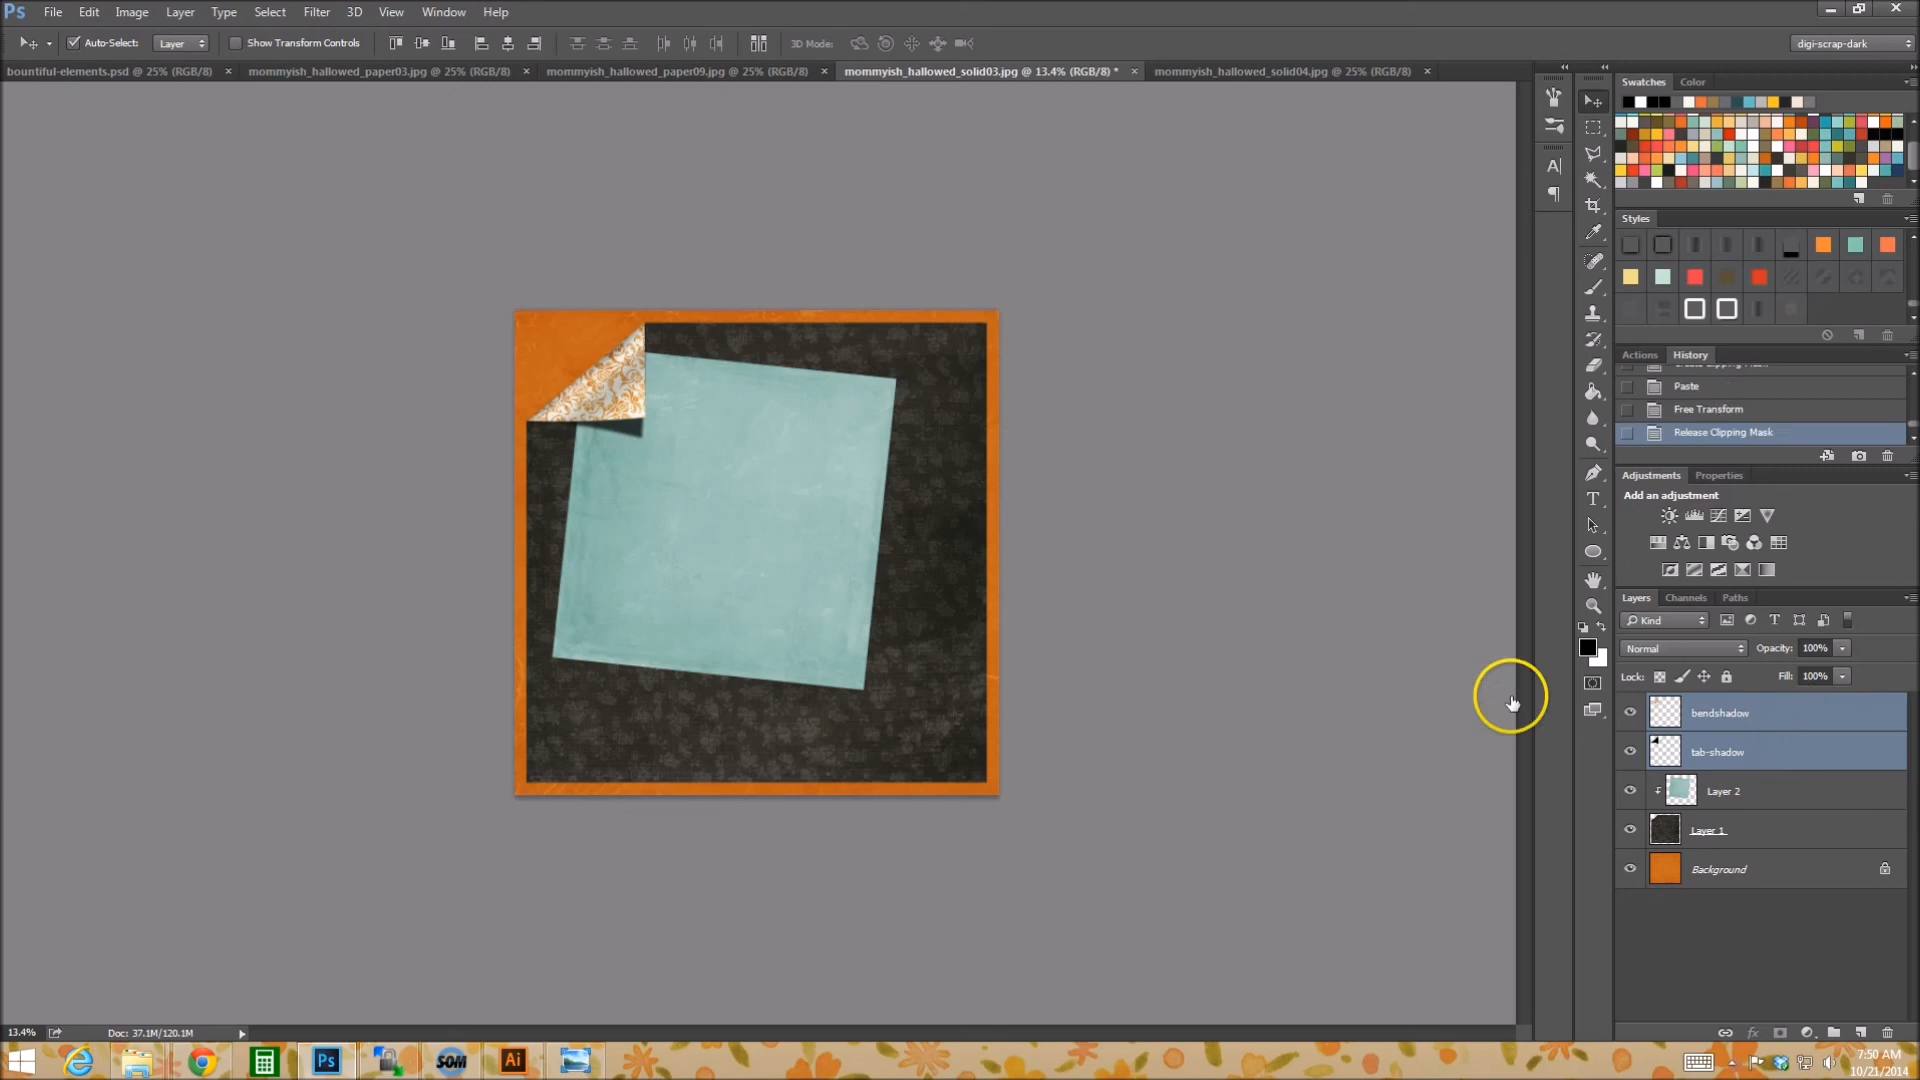 Ps File Edit Image Layer Type Select Filter 3D View Window Help
Auto-Select: Layer Show Transform Controls 3D Mode: digi-scrap-dark
bountiful-elements.psd @ 25% (RGB/8) × mommyish_hallowed_paper03.jpg @ 25% (RGB/8) × mommyish_hallowed_paper09.jpg @ 25% (RGB/8) × mommyish_hallowed_solid03.jpg @ 13.4% (RGB/8) * × mommyish_hallowed_solid04.jpg @ 25% (RGB/8) ×
Swatches Color
Styles
Actions History
Paste
Free Transform
Release Clipping Mask
Adjustments Properties
Add an adjustment
Layers Channels Paths
Kind
Normal Opacity: 100%
Lock: Fill: 100%
bendshadow
tab-shadow
Layer 2
Layer 1
Background
13.4% Doc: 37.1M/120.1M
Ps SOM Ai
7:50 AM
10/21/2014